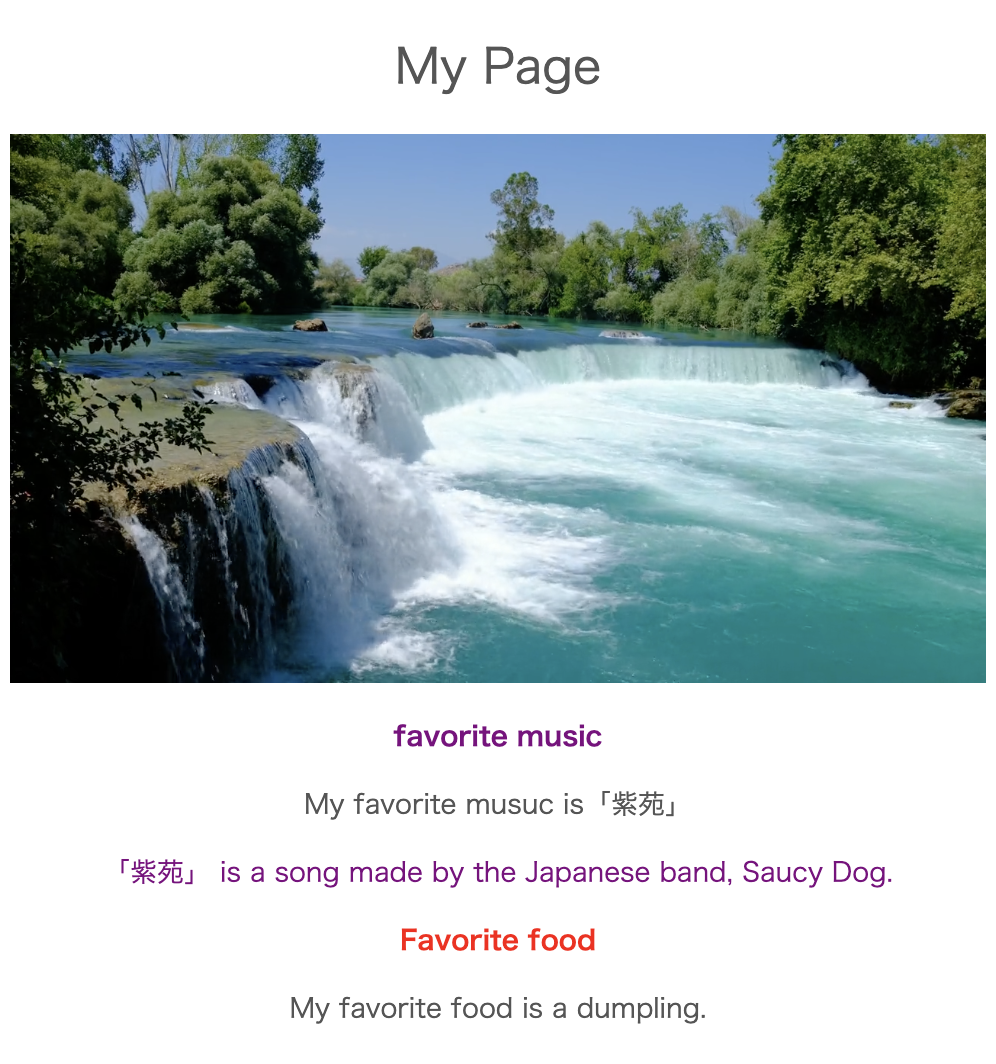 My Page
favorite music
My favorite musuc is「紫苑」
「紫苑」 is a song made by the Japanese band, Saucy Dog.
Favorite food
My favorite food is a dumpling.